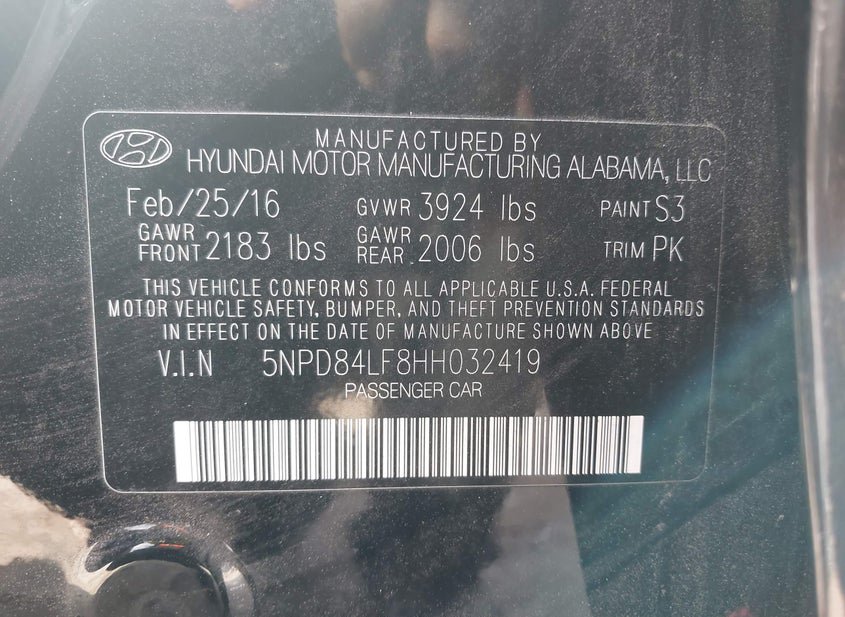 MANUFACTURED BY
HYUNDAI MOTOR MANUFACTURING ALABAMA, LLC
Feb/25/16 GVWR 3924 lbs PAINT S3
GAWR FRONT 2183 lbs GAWR REAR 2006 lbs TRIM PK
THIS VEHICLE CONFORMS TO ALL APPLICABLE U.S.A. FEDERAL
MOTOR VEHICLE SAFETY, BUMPER, AND THEFT PREVENTION STANDARDS
IN EFFECT ON THE DATE OF MANUFACTURE SHOWN ABOVE
V.I.N 5NPD84LF8HH032419
PASSENGER CAR